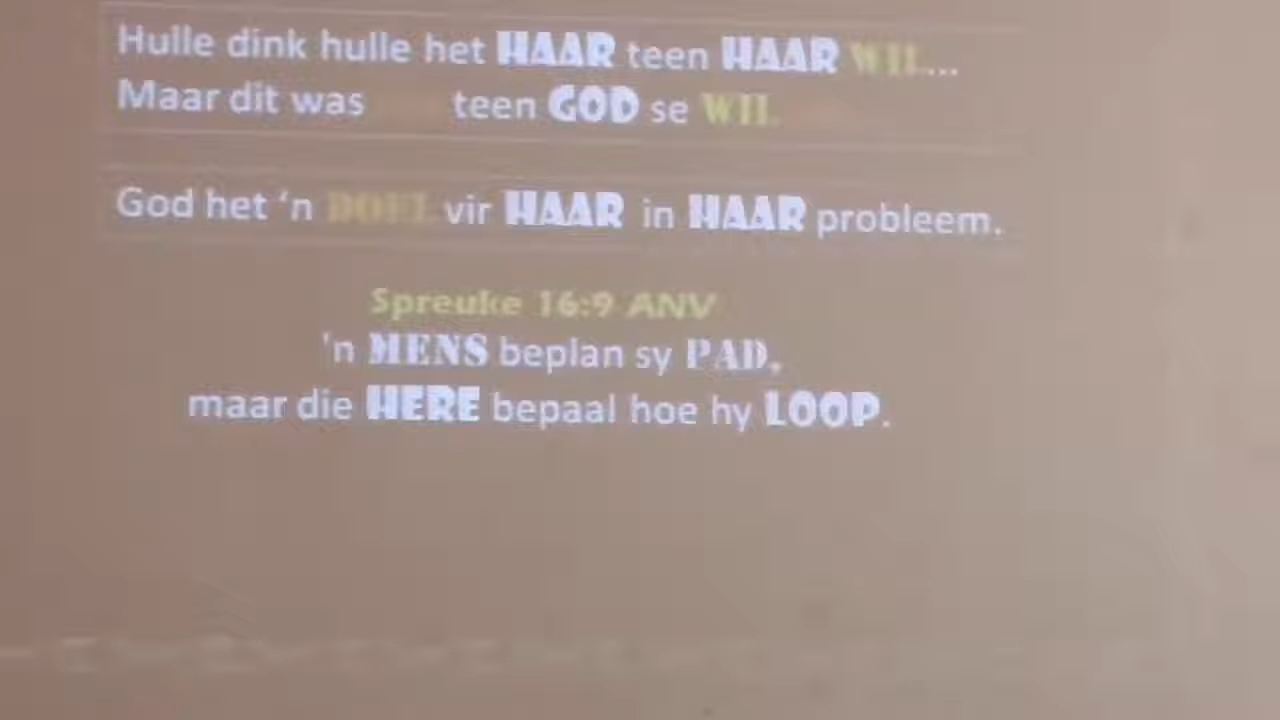 Hulle dink hulle het HAAR teen HAAR WIL...
Maar dit was teen GOD se WIL
God het 'n DOEL vir HAAR in HAAR probleem.
Spreuke 16:9 ANV
'n MENS beplan sy PAD,
maar die HERE bepaal hoe hy LOOP.